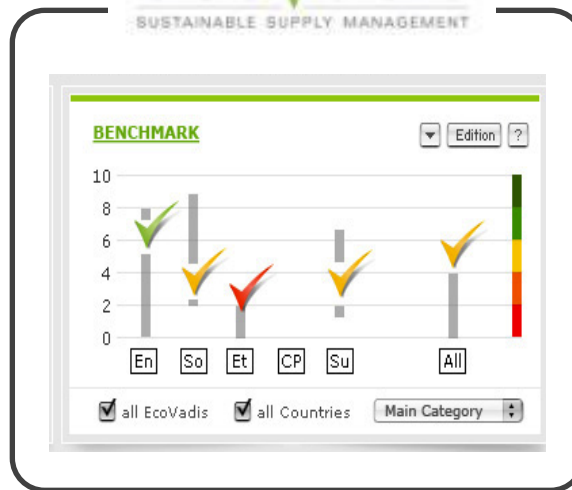 SUSTAINABLE SUPPLY MANAGEMENT
BENCHMARK
Edition ?
10
8
6
4
2
0
En So Et CP Su All
all EcoVadis all Countries Main Category